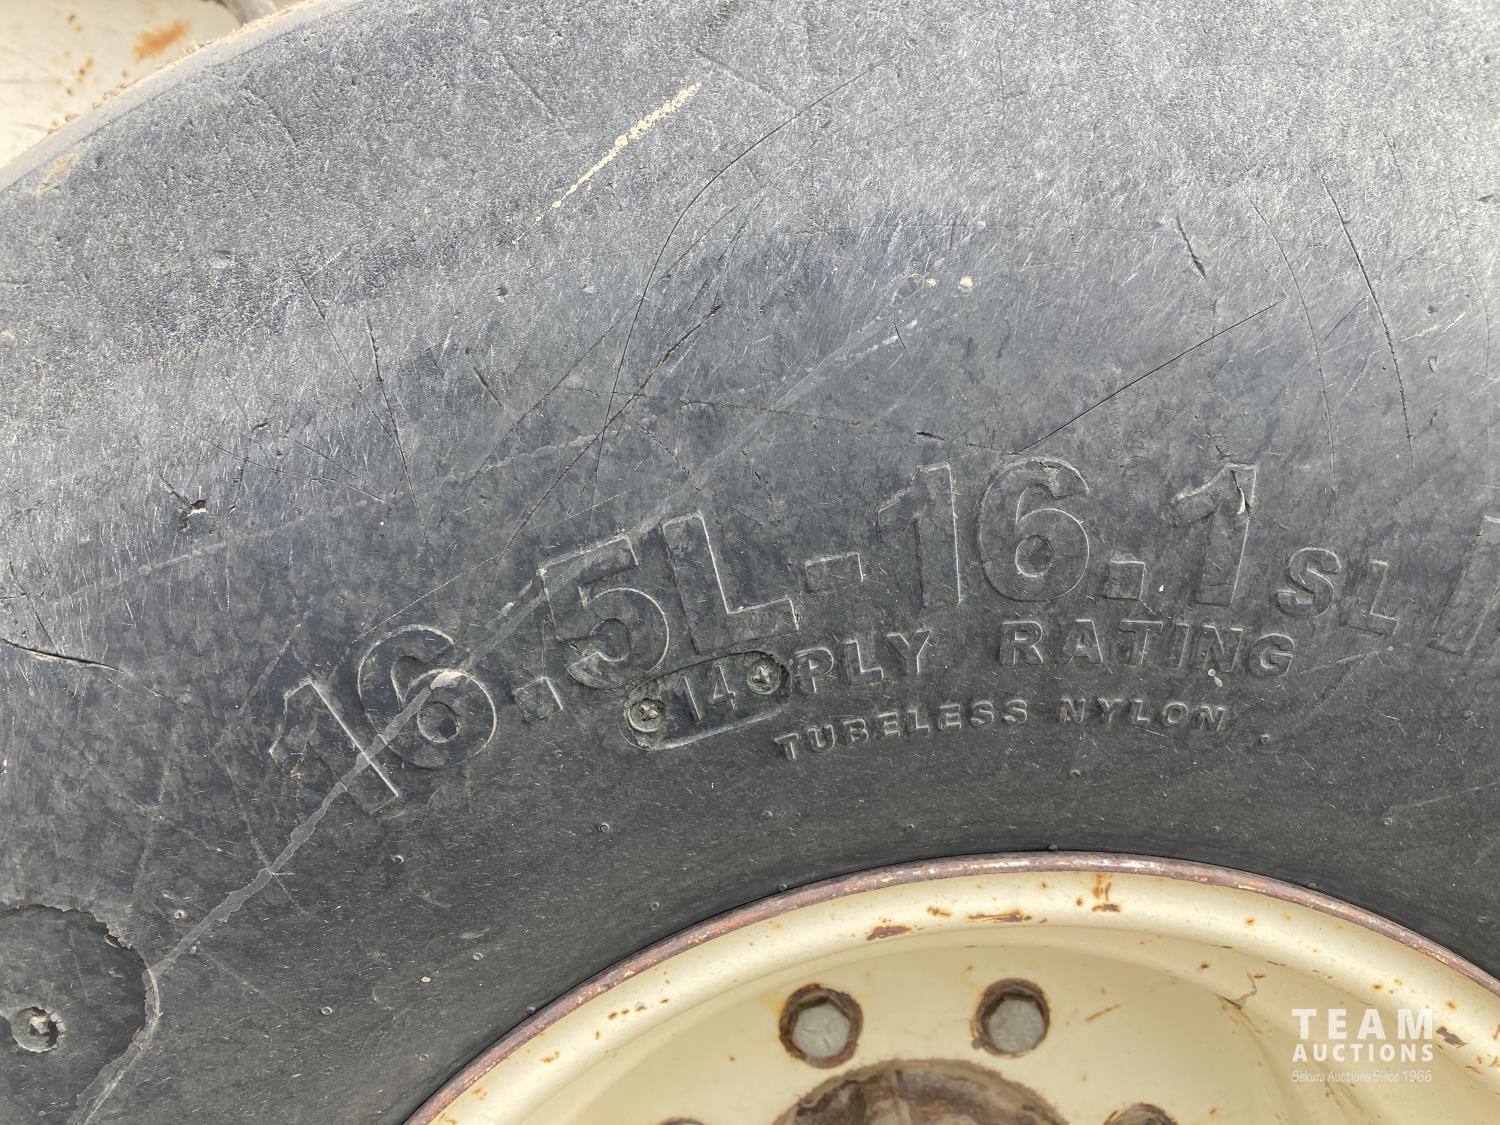 16.5L-16.1 SL
14 PLY RATING
TUBELESS NYLON
TEAM
AUCTIONS
Sekura Auctions Since 1966